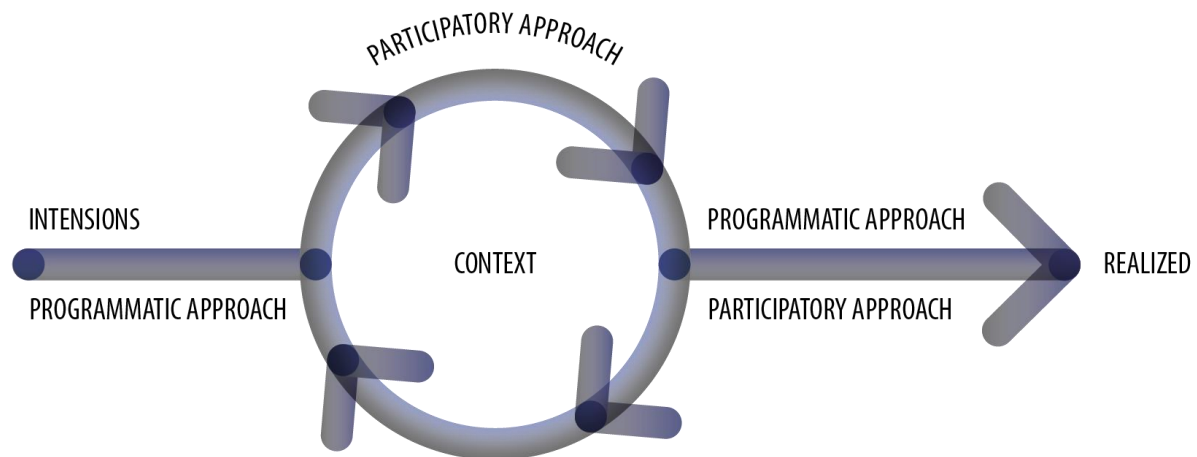 PARTICIPATORY APPROACH
INTENSIONS
PROGRAMMATIC APPROACH
CONTEXT
PROGRAMMATIC APPROACH
PARTICIPATORY APPROACH
REALIZED